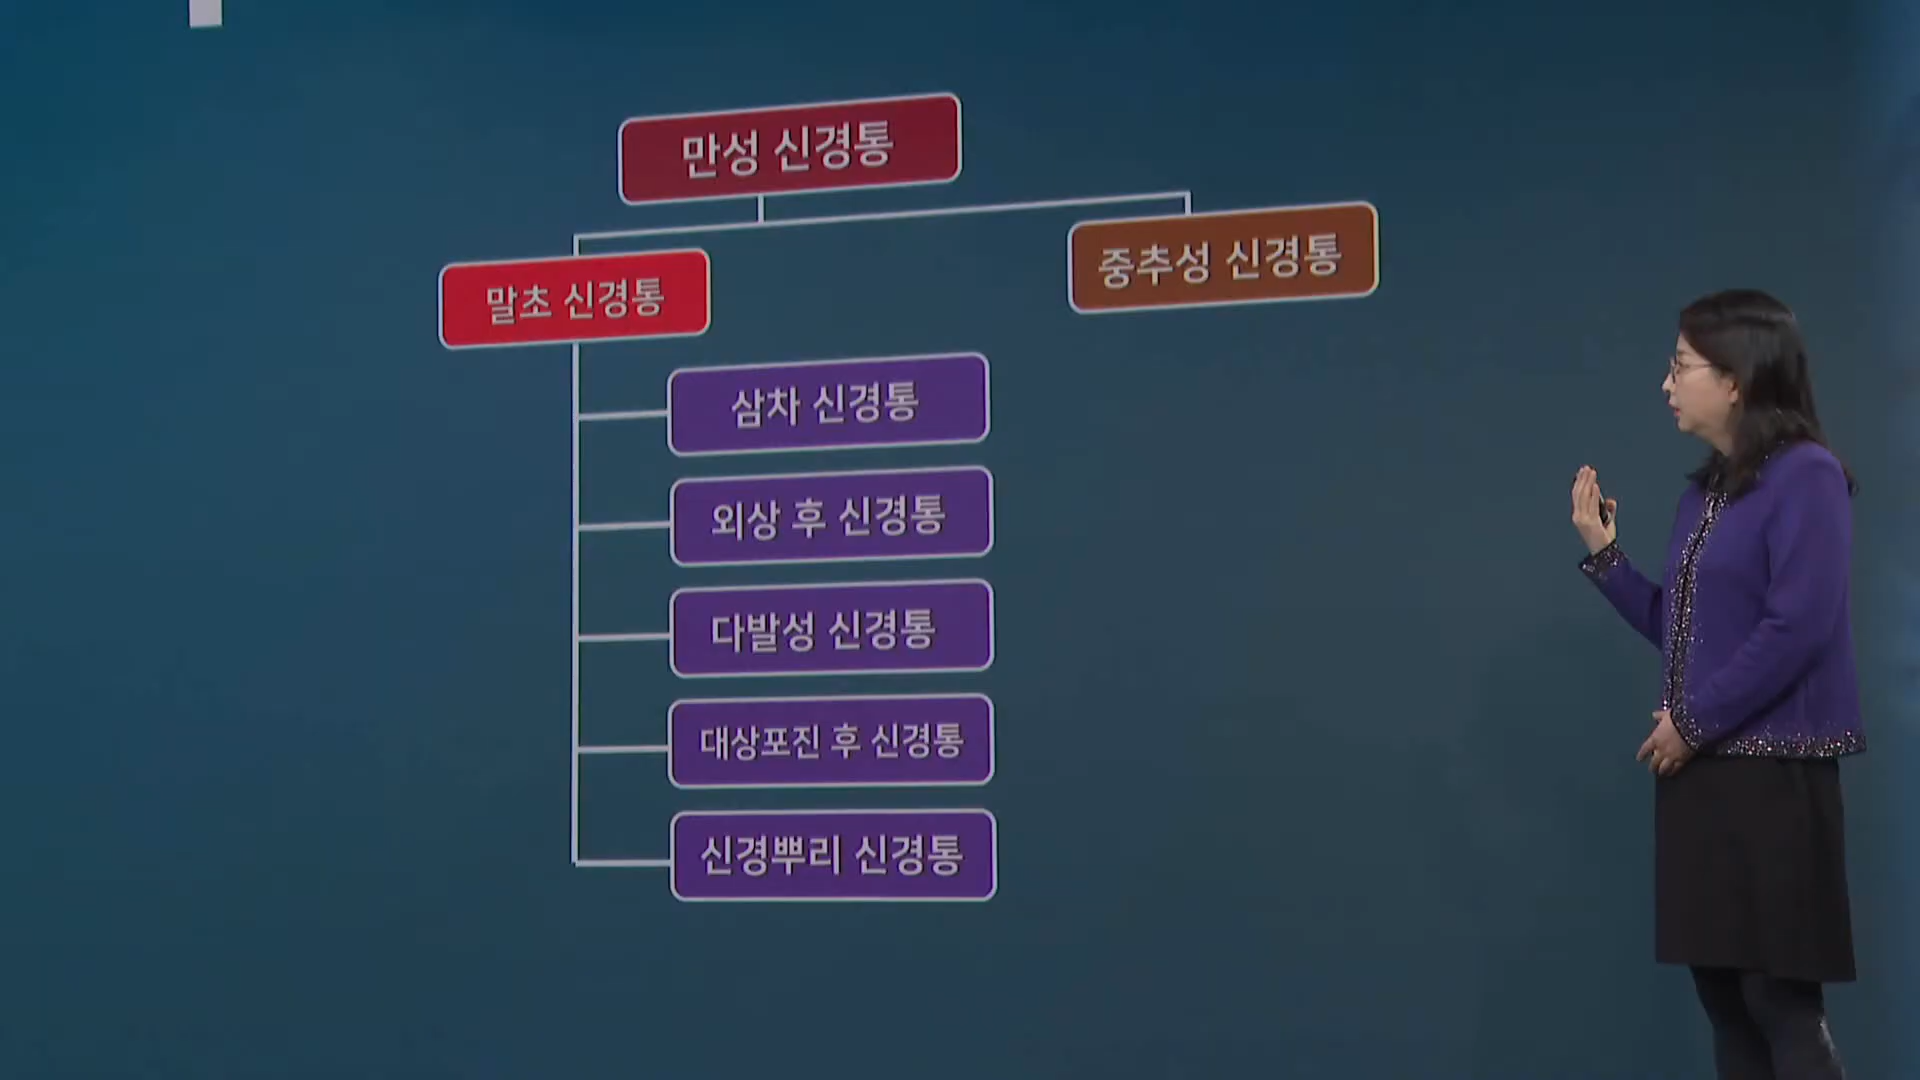 만성 신경통
중추성 신경통
말초 신경통
삼차 신경통
외상 후 신경통
다발성 신경통
대상포진 후 신경통
신경뿌리 신경통